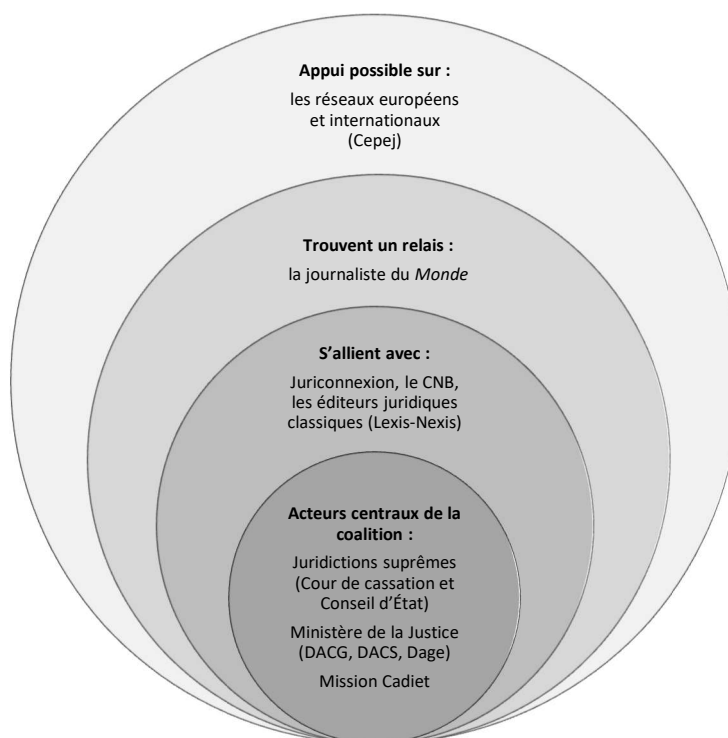 Appui possible sur :
les réseaux européens
et internationaux
(Cepej)
Trouvent un relais :
la journaliste du Monde
S’allient avec :
Juriconnexion, le CNB,
les éditeurs juridiques
classiques (Lexis-Nexis)
Acteurs centraux de la
coalition :
Juridictions suprêmes
(Cour de cassation et
Conseil d’État)
Ministère de la Justice
(DACG, DACS, Dage)
Mission Cadiet